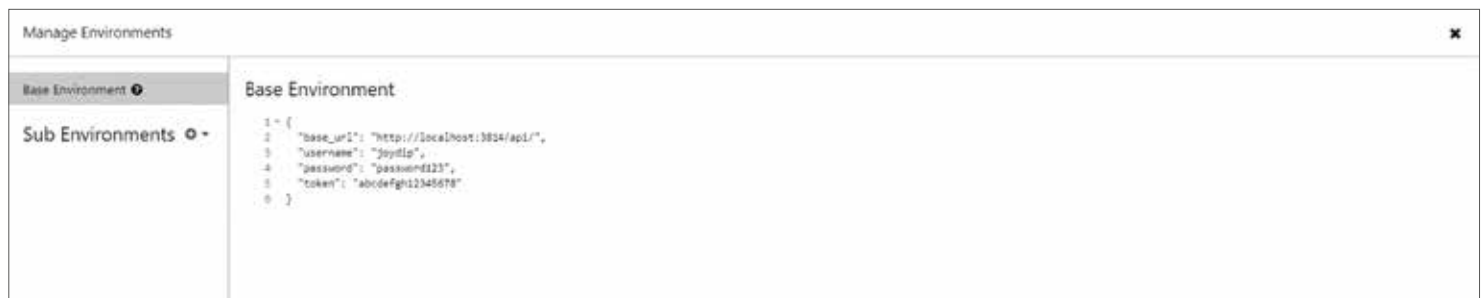 Manage Environments ✖
Base Environment
Sub Environments
Base Environment
1 {
2 "base_url": "http://localhost:3814/api/",
3 "username": "joydip",
4 "password": "password123",
5 "token": "abcdefgh12345678"
6 }